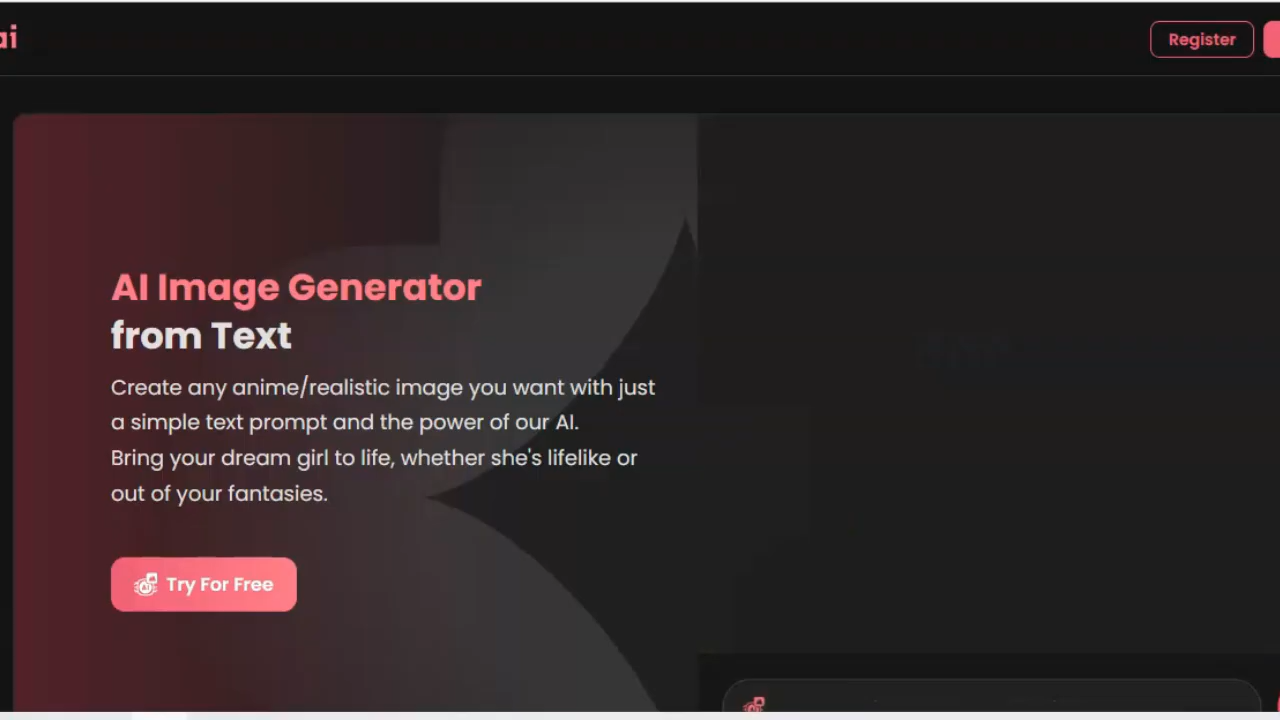 ai
Register
AI Image Generator
from Text
Create any anime/realistic image you want with just
a simple text prompt and the power of our AI.
Bring your dream girl to life, whether she's lifelike or
out of your fantasies.
Try For Free